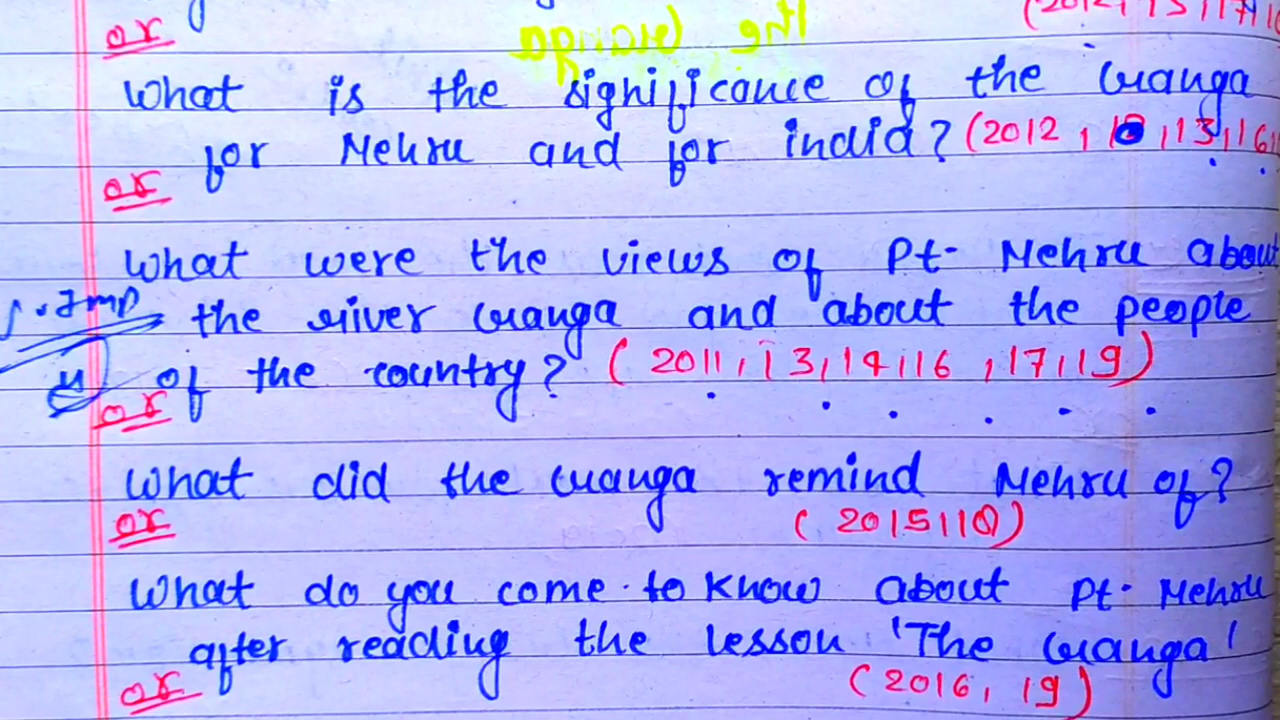 or
the Ganga
What is the significance of the Ganga
for Nehru and for india? (2012, 13, 16
or
What were the views of Pt. Nehru about
Imp the river Ganga and about the people
of the country? (2011, 13, 14, 16, 17, 19)
or
What did the Ganga remind Nehru of?
or (2015, 18)
What do you come to know about Pt. Nehru
after reading the lesson 'The Ganga'
or (2016, 19)